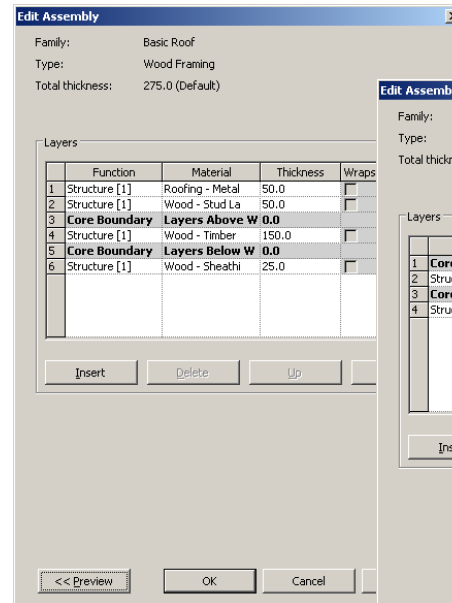 Edit Assembly
Family: Basic Roof
Type: Wood Framing
Total thickness: 275.0 (Default)
Layers
Function Material Thickness Wraps
1 Structure [1] Roofing - Metal 50.0
2 Structure [1] Wood - Stud La 50.0
3 Core Boundary Layers Above W 0.0
4 Structure [1] Wood - Timber 150.0
5 Core Boundary Layers Below W 0.0
6 Structure [1] Wood - Sheathi 25.0
Insert Delete Up
<< Preview OK Cancel
Edit Assemb
Family:
Type:
Total thick
Layers
1 Core
2 Stru
3 Core
4 Stru
Ins